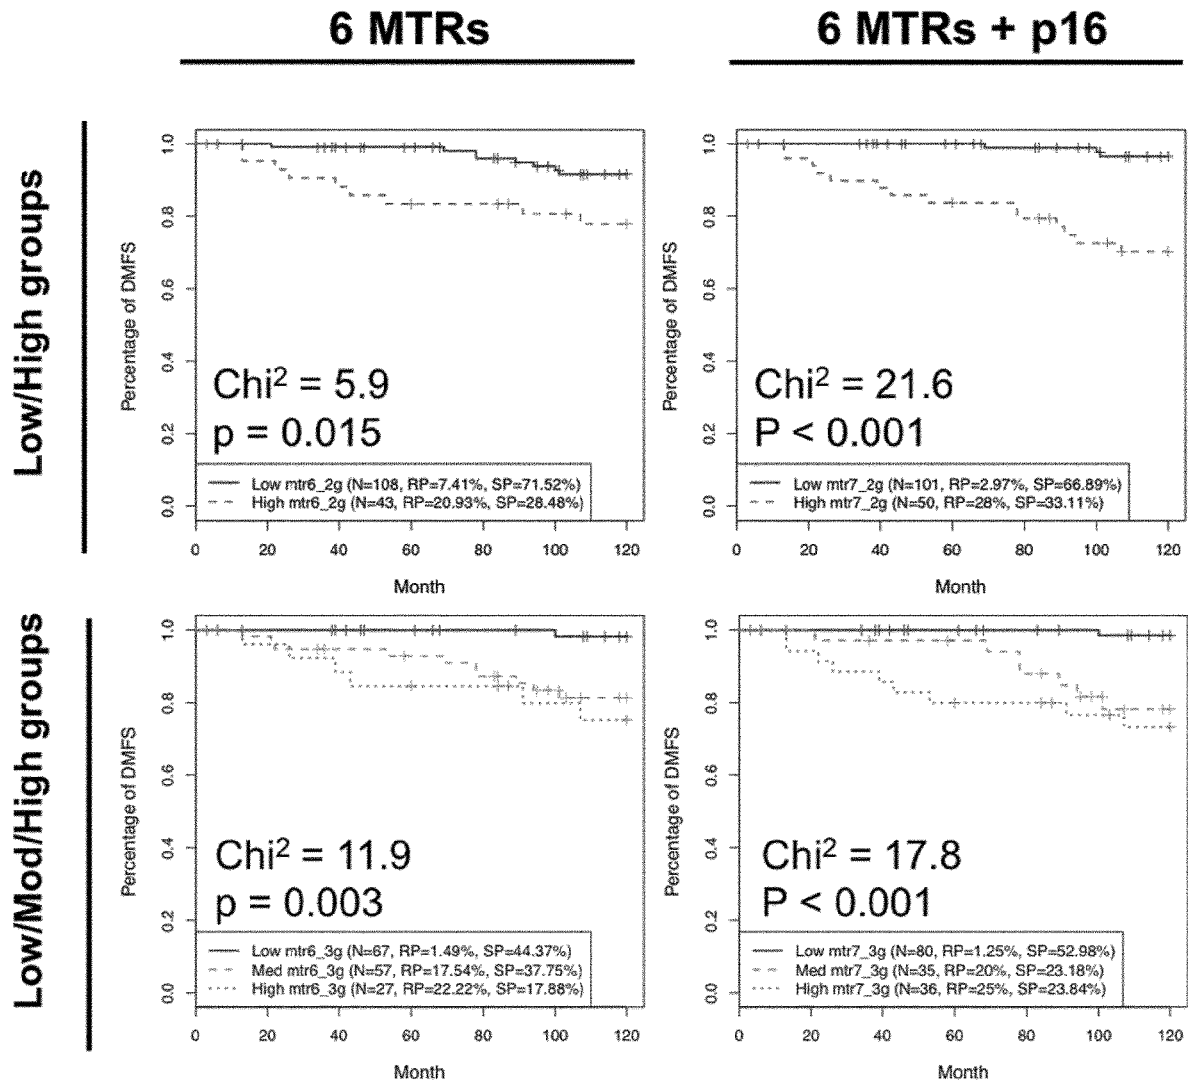 6 MTRs
6 MTRs + p16
Low/High groups
Percentage of DMFS
1.0
0.8
0.6
0.4
0.2
0.0
Chi² = 5.9
p = 0.015
Low mtr6_2g (N=108, RP=7.41%, SP=71.52%)
High mtr6_2g (N=43, RP=20.93%, SP=28.48%)
0 20 40 60 80 100 120
Month
Percentage of DMFS
1.0
0.8
0.6
0.4
0.2
0.0
Chi² = 21.6
P < 0.001
Low mtr7_2g (N=101, RP=2.97%, SP=66.89%)
High mtr7_2g (N=50, RP=28%, SP=33.11%)
0 20 40 60 80 100 120
Month
Low/Mod/High groups
Percentage of DMFS
1.0
0.8
0.6
0.4
0.2
0.0
Chi² = 11.9
p = 0.003
Low mtr6_3g (N=67, RP=1.49%, SP=44.37%)
Med mtr6_3g (N=57, RP=17.54%, SP=37.75%)
High mtr6_3g (N=27, RP=22.22%, SP=17.88%)
0 20 40 60 80 100 120
Month
Percentage of DMFS
1.0
0.8
0.6
0.4
0.2
0.0
Chi² = 17.8
P < 0.001
Low mtr7_3g (N=80, RP=1.25%, SP=52.98%)
Med mtr7_3g (N=35, RP=20%, SP=23.18%)
High mtr7_3g (N=36, RP=25%, SP=23.84%)
0 20 40 60 80 100 120
Month